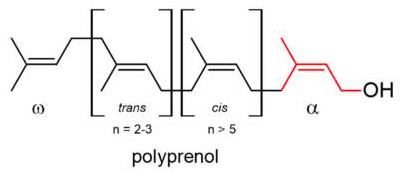 OH
ω trans cis α
n = 2-3 n > 5
polyprenol